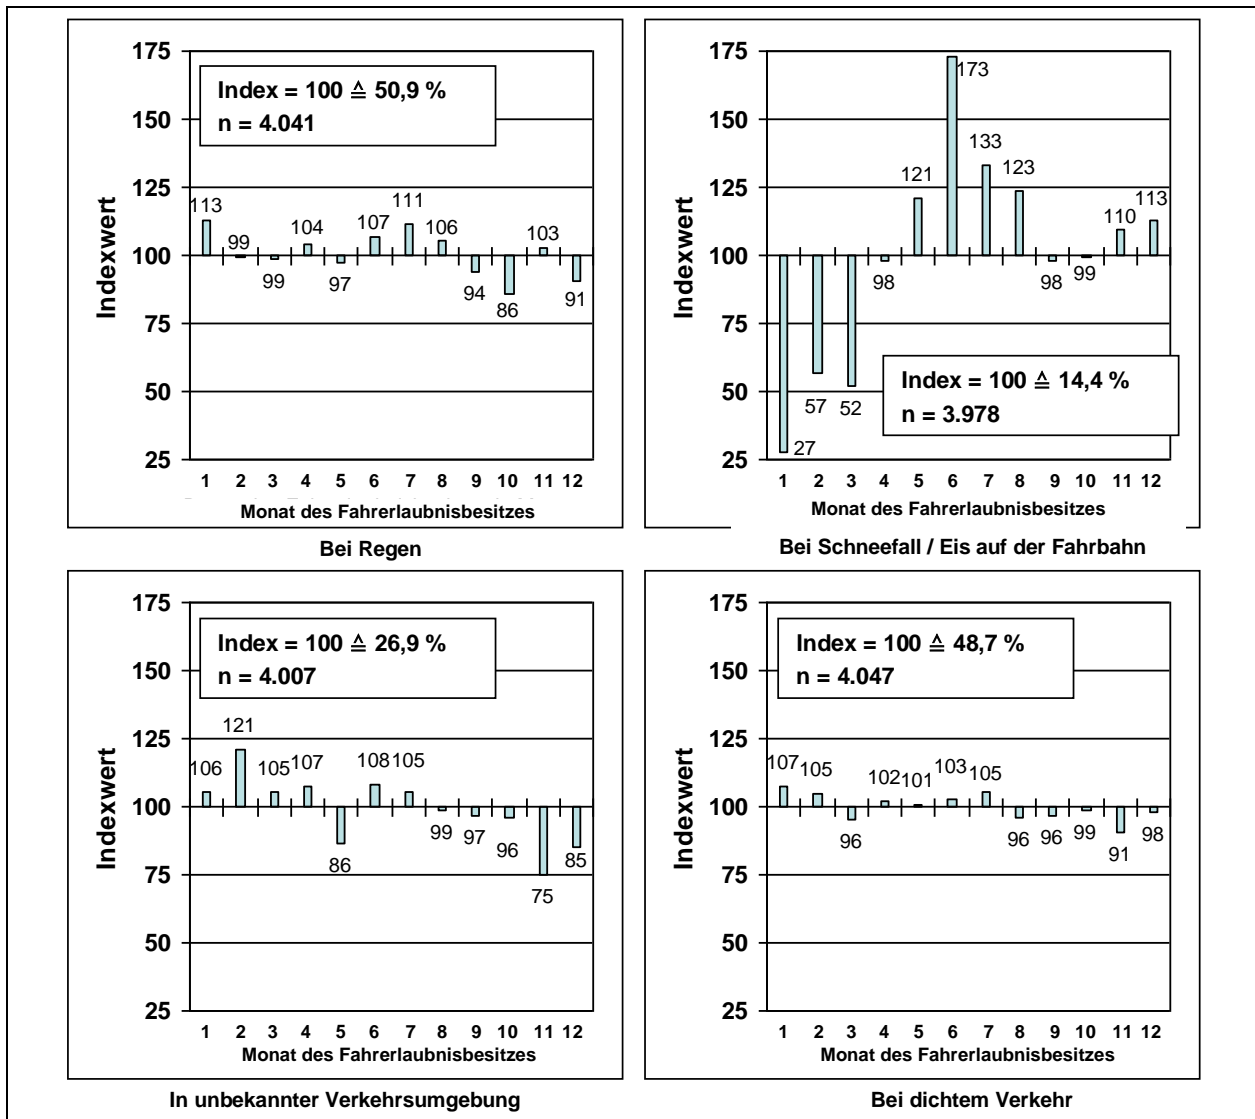 175
150
125
100
75
50
25
Indexwert
Index = 100 ≙ 50,9 %
n = 4.041
113 99 99 104 97 107 111 106 94 86 103 91
1 2 3 4 5 6 7 8 9 10 11 12
Monat des Fahrerlaubnisbesitzes
Bei Regen
175
150
125
100
75
50
25
Indexwert
Index = 100 ≙ 14,4 %
n = 3.978
27 57 52 98 121 173 133 123 98 99 110 113
1 2 3 4 5 6 7 8 9 10 11 12
Monat des Fahrerlaubnisbesitzes
Bei Schneefall / Eis auf der Fahrbahn
175
150
125
100
75
50
25
Indexwert
Index = 100 ≙ 26,9 %
n = 4.007
106 121 105 107 86 108 105 99 97 96 75 85
1 2 3 4 5 6 7 8 9 10 11 12
Monat des Fahrerlaubnisbesitzes
In unbekannter Verkehrsumgebung
175
150
125
100
75
50
25
Indexwert
Index = 100 ≙ 48,7 %
n = 4.047
107 105 96 102 101 103 105 96 96 99 91 98
1 2 3 4 5 6 7 8 9 10 11 12
Monat des Fahrerlaubnisbesitzes
Bei dichtem Verkehr